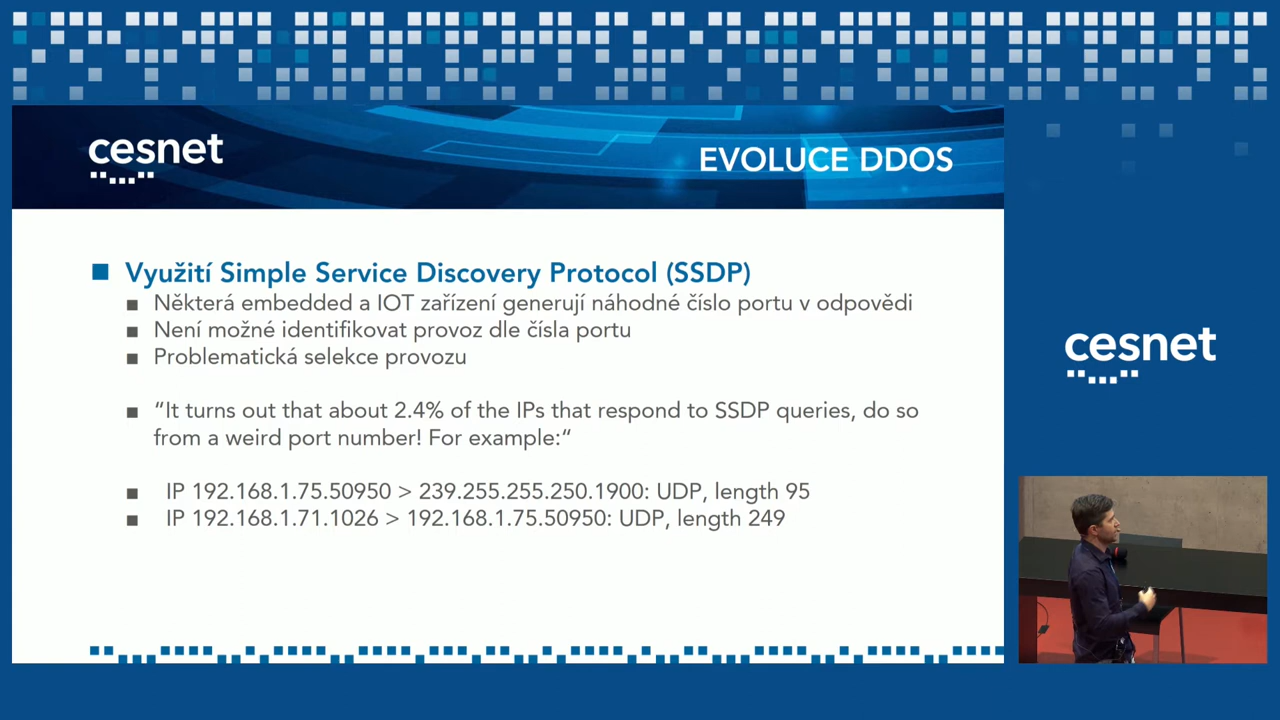 cesnet
EVOLUCE DDOS
Využití Simple Service Discovery Protocol (SSDP)
Některá embedded a IOT zařízení generují náhodné číslo portu v odpovědi
Není možné identifikovat provoz dle čísla portu
Problematická selekce provozu
“It turns out that about 2.4% of the IPs that respond to SSDP queries, do so
from a weird port number! For example:“
IP 192.168.1.75.50950 > 239.255.255.250.1900: UDP, length 95
IP 192.168.1.71.1026 > 192.168.1.75.50950: UDP, length 249
cesnet